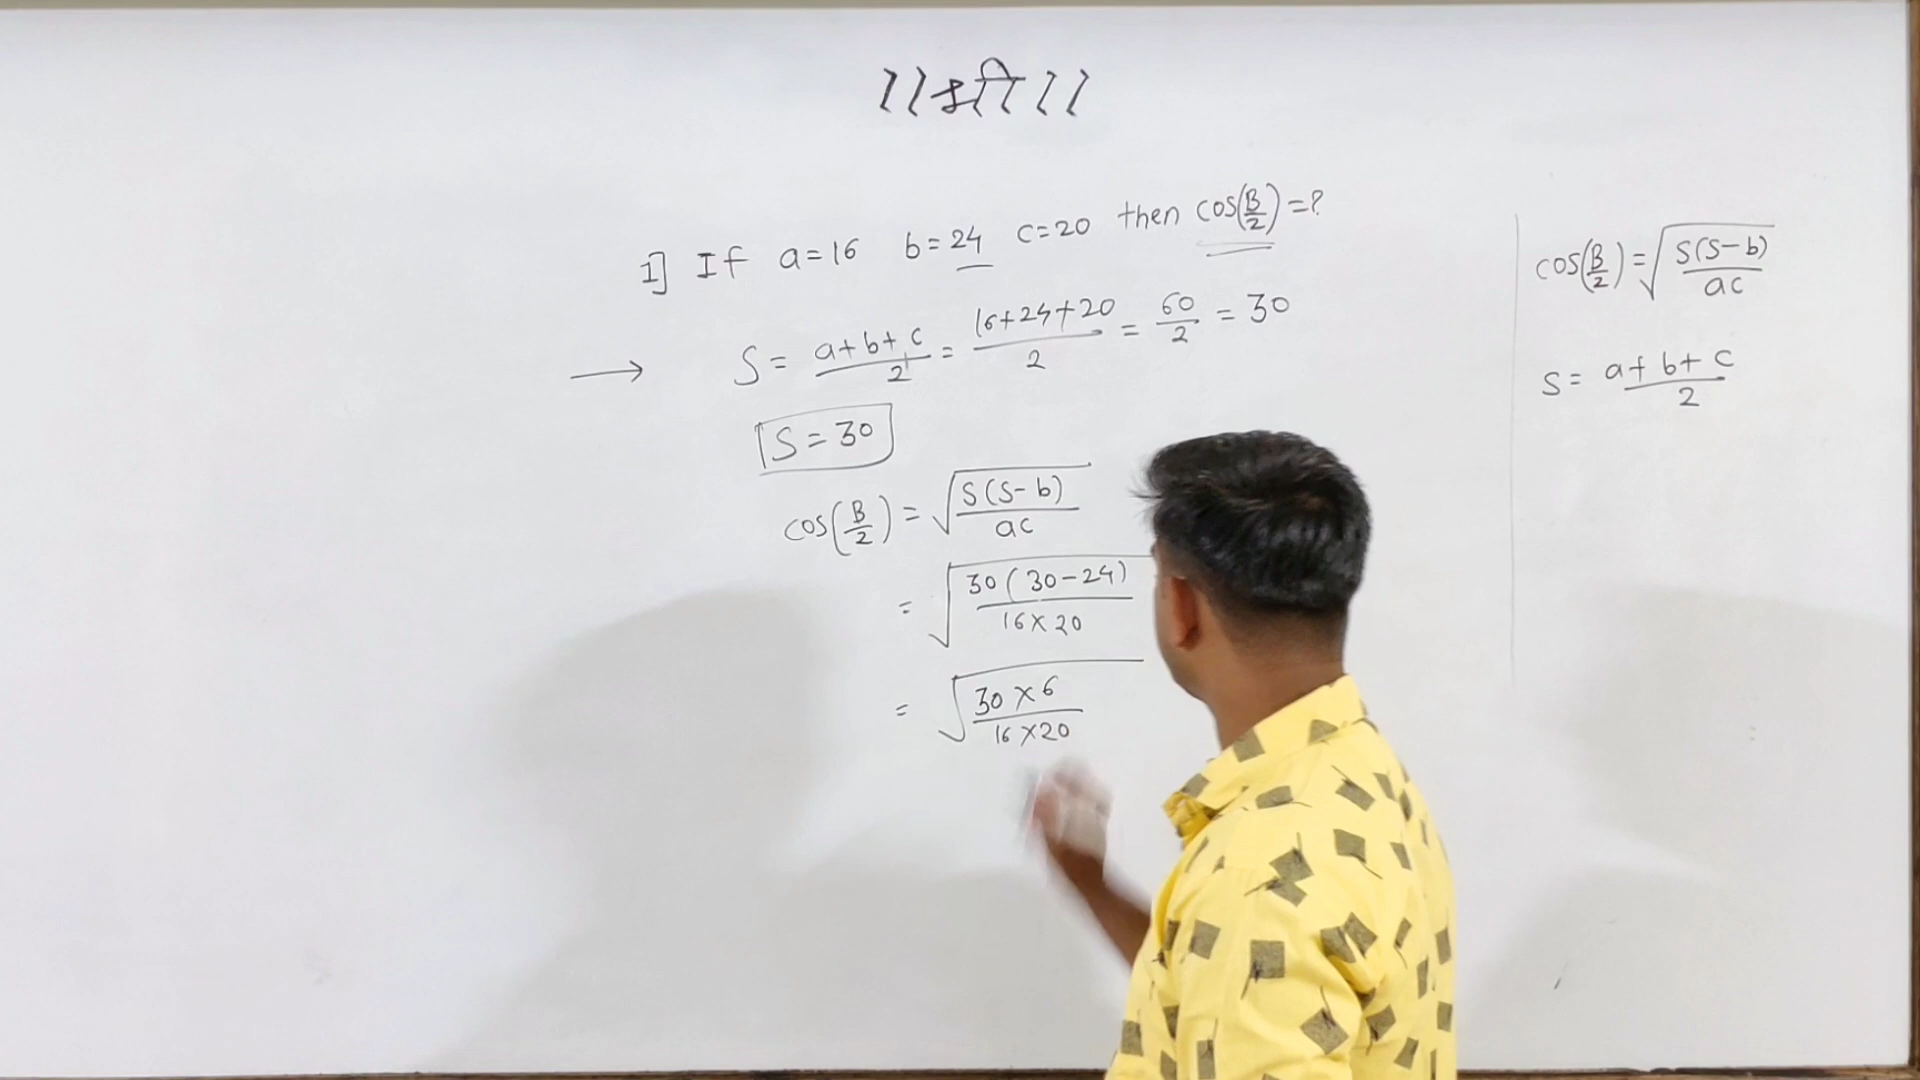 ॥श्री॥
1] If a=16 b=24 c=20 then cos(B/2)=?
→ S = a+b+c/2 = 16+24+20/2 = 60/2 = 30
S=30
cos(B/2) = √(S(S-b)/ac)
= √(30(30-24)/16×20)
= √(30×6/16×20)
cos(B/2) = √(S(S-b)/ac)
S = a+b+c/2